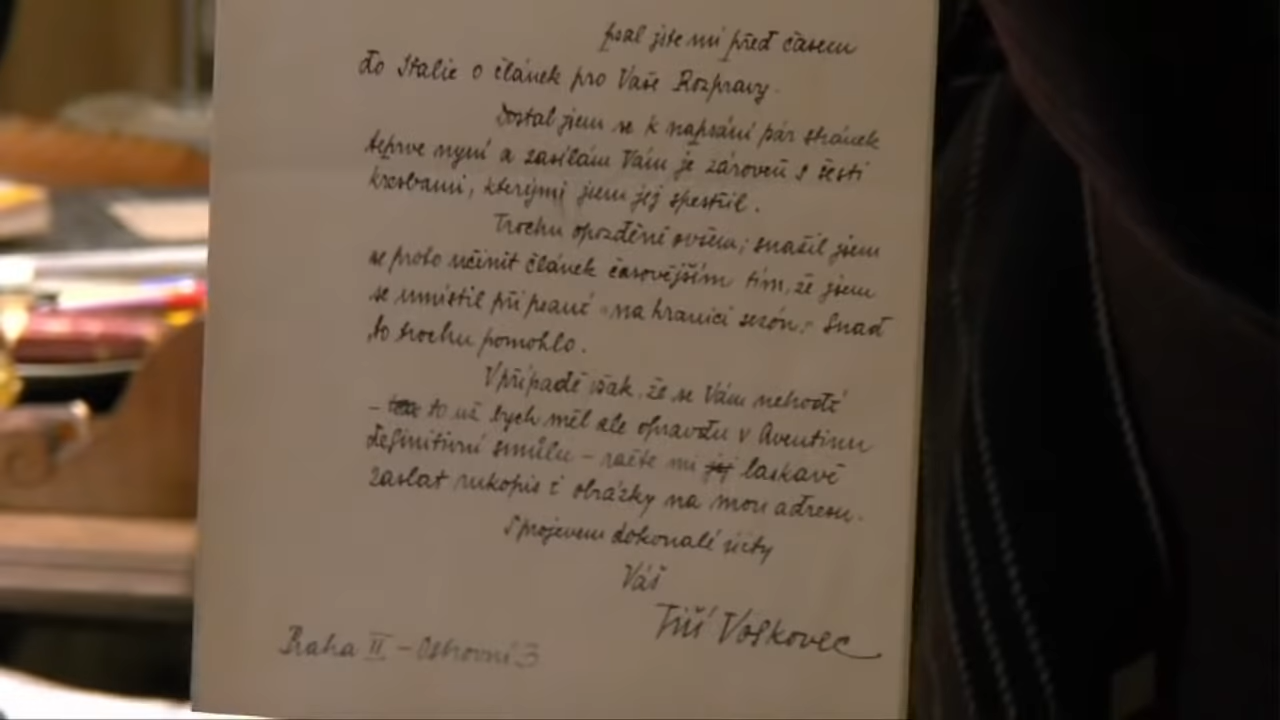 psal jste mi před časem
do Italie o článek pro Vaše Rozpravy.
Dostal jsem se k napsání pár stránek
teprve nyní a zasílám Vám je zároveň s šesti
kresbami, kterými jsem jej spestřil.
Trochu opozděné ovšem; snažil jsem
se proto učinit článek časovějším tím, že jsem
se umístil při psaní "na hranici sezón." Snad
to trochu pomohlo.
V případě však, že se Vám nehodí
– to už bych měl ale opravdu v Aventinu
definitivní smůlu – račte mi jej laskavě
zaslat rukopis i obrázky na mou adresu.
S projevem dokonalé úcty
Váš
Jiří Voskovec
Praha II – Ostrovní 3